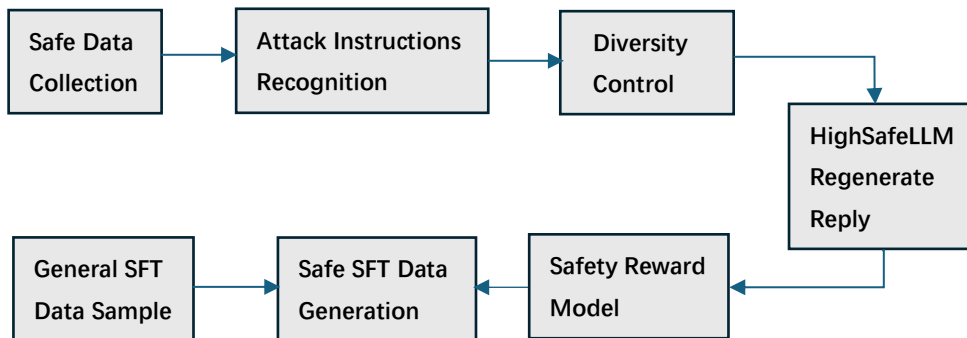 Safe Data
Collection
Attack Instructions
Recognition
Diversity
Control
HighSafeLLM
Regenerate
Reply
General SFT
Data Sample
Safe SFT Data
Generation
Safety Reward
Model